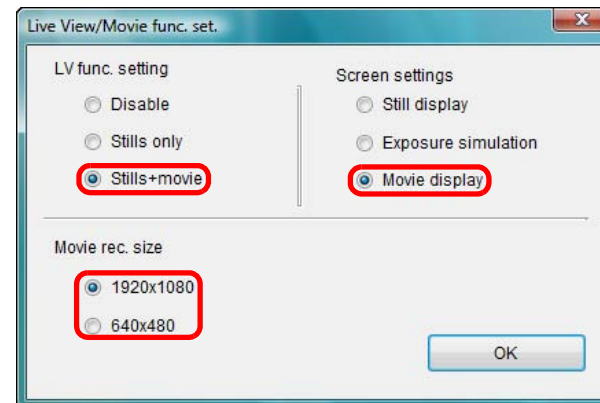 Live View/Movie func. set.
LV func. setting
Disable
Stills only
Stills+movie
Screen settings
Still display
Exposure simulation
Movie display
Movie rec. size
1920x1080
640x480
OK